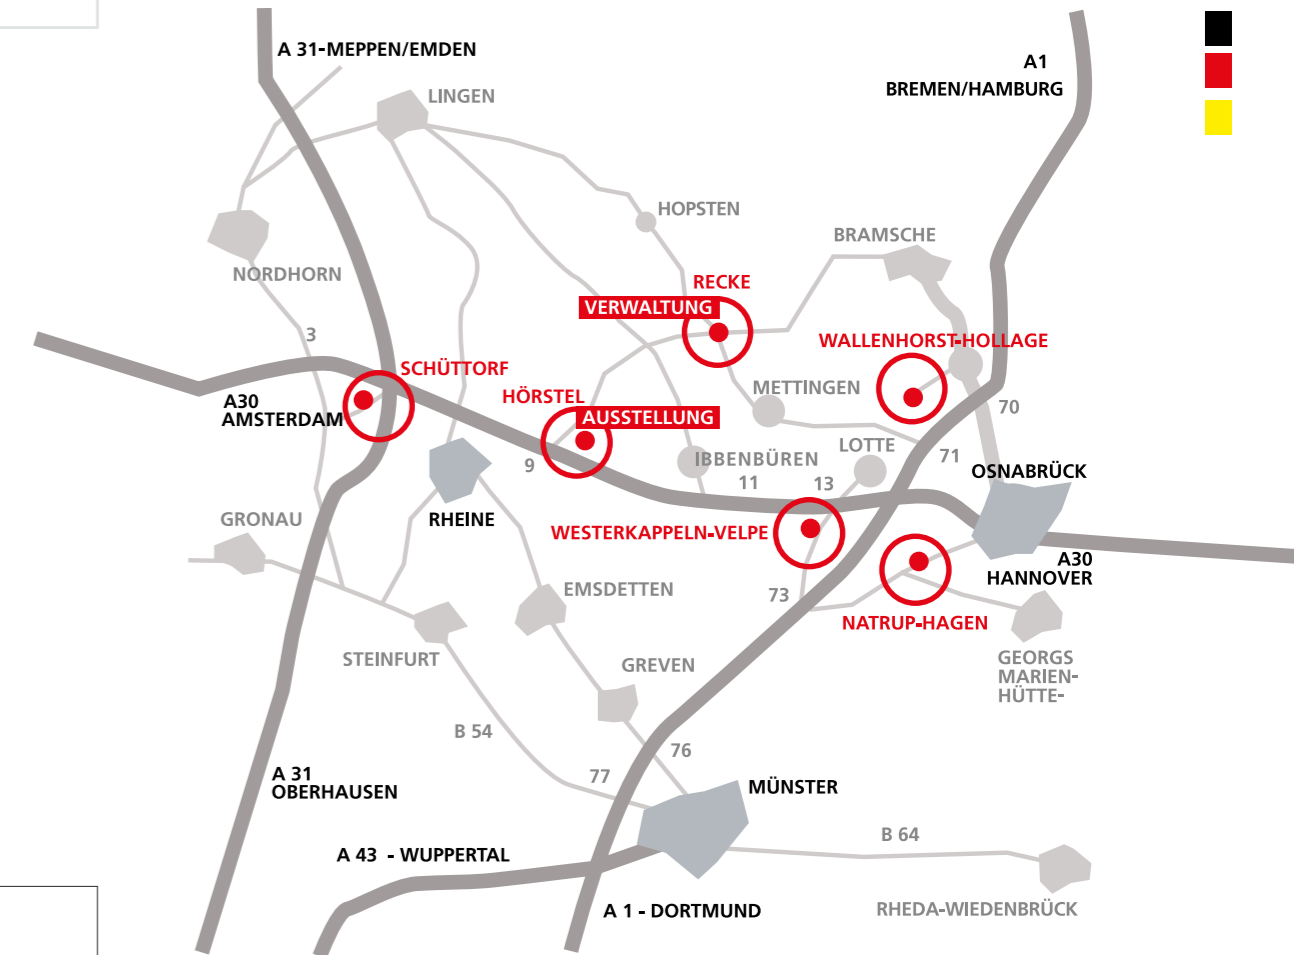 A 31-MEPPEN/EMDEN
A1
BREMEN/HAMBURG
LINGEN
HOPSTEN
BRAMSCHE
NORDHORN
RECKE
VERWALTUNG
3
WALLENHORST-HOLLAGE
SCHÜTTORF
METTINGEN
HÖRSTEL
A30
AMSTERDAM
AUSSTELLUNG
70
LOTTE
71
IBBENBÜREN
9
11
13
OSNABRÜCK
GRONAU
RHEINE
WESTERKAPPELN-VELPE
A30
HANNOVER
EMSDETTEN
73
NATRUP-HAGEN
STEINFURT
GREVEN
GEORGS
MARIEN-
HÜTTE-
B 54
76
77
A 31
OBERHAUSEN
MÜNSTER
B 64
A 43 - WUPPERTAL
A 1 - DORTMUND
RHEDA-WIEDENBRÜCK